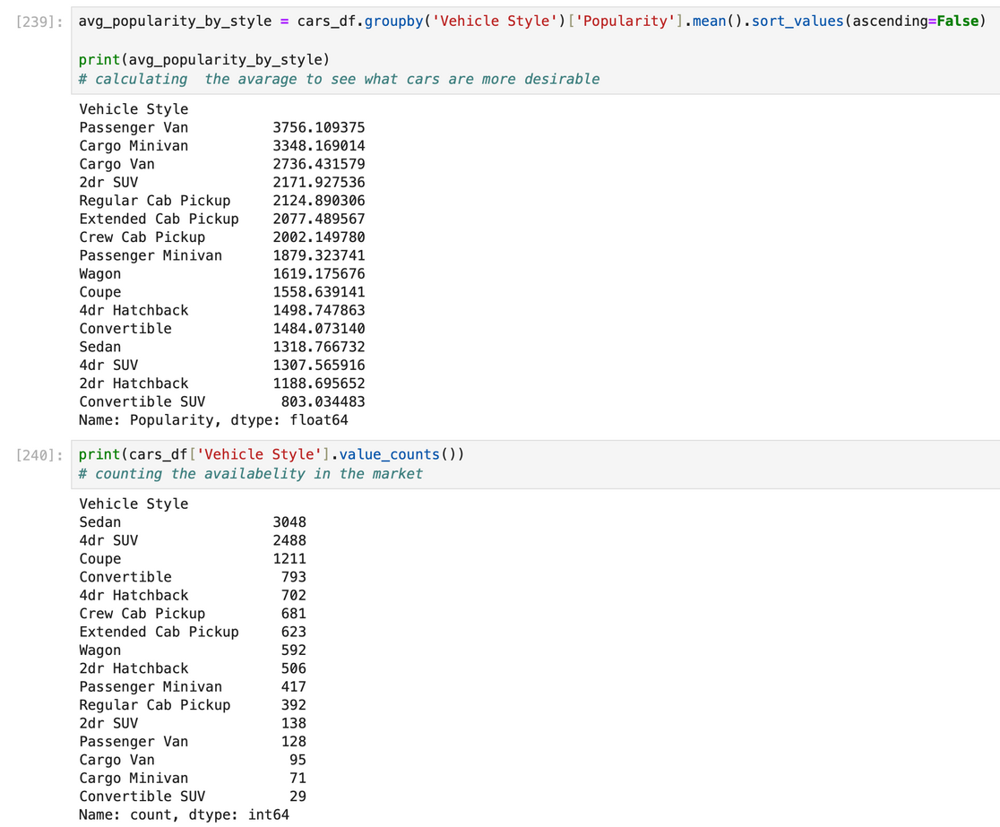 [239]: avg_popularity_by_style = cars_df.groupby('Vehicle Style')['Popularity'].mean().sort_values(ascending=False)
print(avg_popularity_by_style)
# calculating  the avarage to see what cars are more desirable
Vehicle Style
Passenger Van          3756.109375
Cargo Minivan          3348.169014
Cargo Van              2736.431579
2dr SUV                2171.927536
Regular Cab Pickup     2124.890306
Extended Cab Pickup    2077.489567
Crew Cab Pickup        2002.149780
Passenger Minivan      1879.323741
Wagon                  1619.175676
Coupe                  1558.639141
4dr Hatchback          1498.747863
Convertible            1484.073140
Sedan                  1318.766732
4dr SUV                1307.565916
2dr Hatchback          1188.695652
Convertible SUV         803.034483
Name: Popularity, dtype: float64
[240]: print(cars_df['Vehicle Style'].value_counts())
# counting the availabelity in the market
Vehicle Style
Sedan                  3048
4dr SUV                2488
Coupe                  1211
Convertible             793
4dr Hatchback           702
Crew Cab Pickup         681
Extended Cab Pickup     623
Wagon                   592
2dr Hatchback           506
Passenger Minivan       417
Regular Cab Pickup      392
2dr SUV                 138
Passenger Van           128
Cargo Van                95
Cargo Minivan            71
Convertible SUV          29
Name: count, dtype: int64